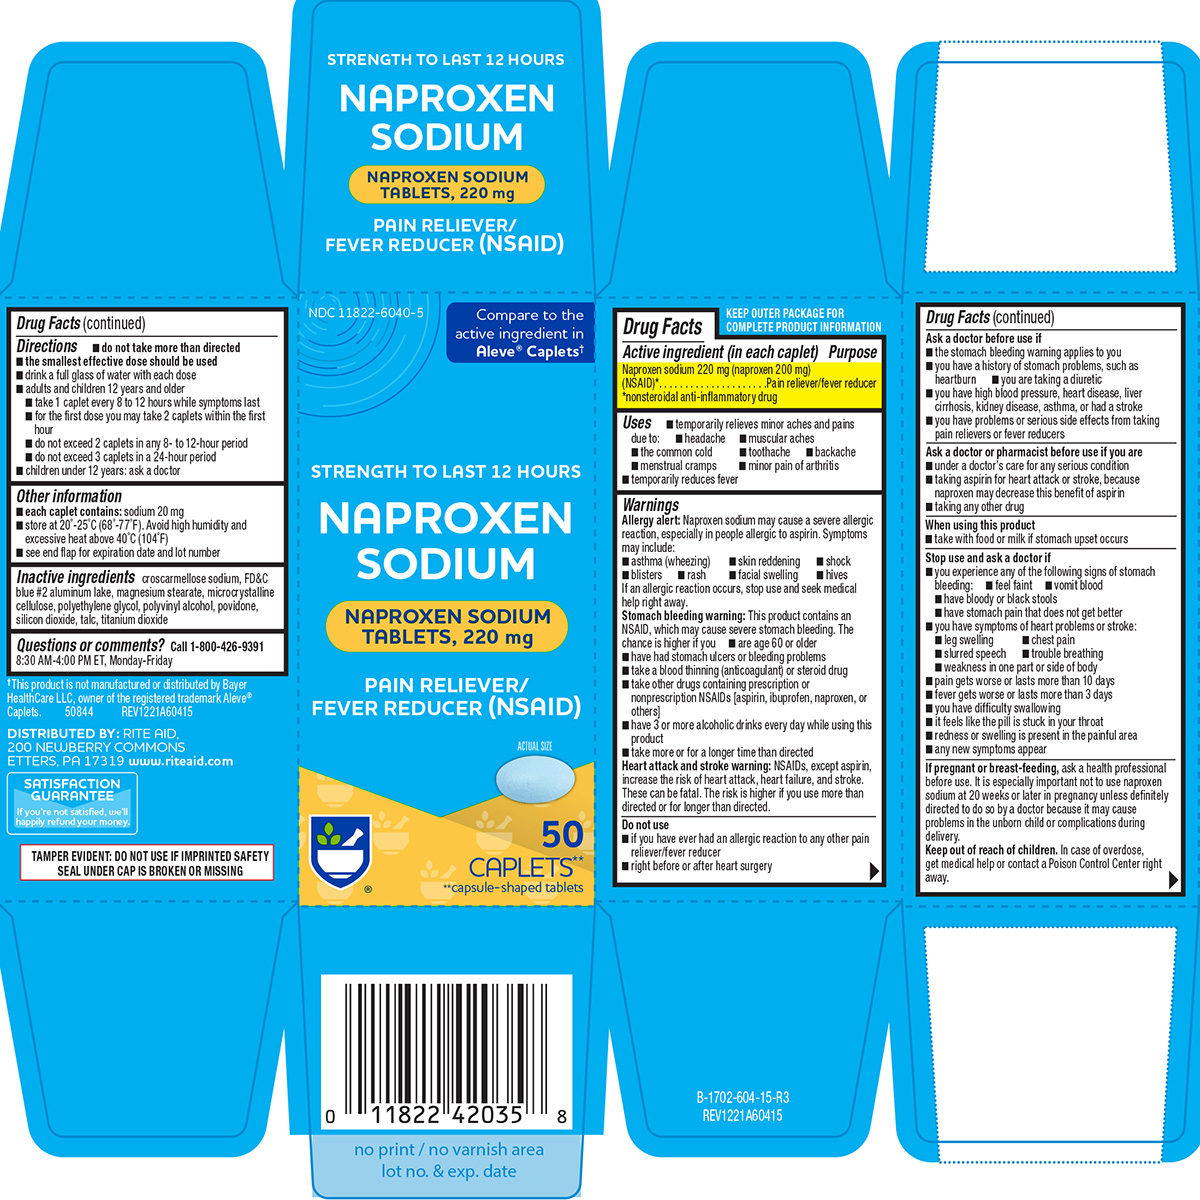 STRENGTH TO LAST 12 HOURS
NAPROXEN
SODIUM
NAPROXEN SODIUM
TABLETS, 220 mg
PAIN RELIEVER/
FEVER REDUCER (NSAID)
Drug Facts (continued)
Directions ■ do not take more than directed
■ the smallest effective dose should be used
■ drink a full glass of water with each dose
■ adults and children 12 years and older
■ take 1 caplet every 8 to 12 hours while symptoms last
■ for the first dose you may take 2 caplets within the first
hour
■ do not exceed 2 caplets in any 8- to 12-hour period
■ do not exceed 3 caplets in a 24-hour period
■ children under 12 years: ask a doctor
Other information
■ each caplet contains: sodium 20 mg
■ store at 20˚-25˚C (68˚-77˚F). Avoid high humidity and
excessive heat above 40˚C (104˚F)
■ see end flap for expiration date and lot number
Inactive ingredients croscarmellose sodium, FD&C
blue #2 aluminum lake, magnesium stearate, microcrystalline
cellulose, polyethylene glycol, polyvinyl alcohol, povidone,
silicon dioxide, talc, titanium dioxide
Questions or comments? Call 1-800-426-9391
8:30 AM-4:00 PM ET, Monday-Friday
†This product is not manufactured or distributed by Bayer
HealthCare LLC, owner of the registered trademark Aleve®
Caplets. 50844 REV1221A60415
DISTRIBUTED BY: RITE AID,
200 NEWBERRY COMMONS
ETTERS, PA 17319 www.riteaid.com
SATISFACTION
GUARANTEE
If you're not satisfied, we'll
happily refund your money.
TAMPER EVIDENT: DO NOT USE IF IMPRINTED SAFETY
SEAL UNDER CAP IS BROKEN OR MISSING
NDC 11822-6040-5
Compare to the
active ingredient in
Aleve® Caplets†
STRENGTH TO LAST 12 HOURS
NAPROXEN
SODIUM
NAPROXEN SODIUM
TABLETS, 220 mg
PAIN RELIEVER/
FEVER REDUCER (NSAID)
ACTUAL SIZE
50
CAPLETS**
**capsule-shaped tablets
®
Drug Facts
KEEP OUTER PACKAGE FOR
COMPLETE PRODUCT INFORMATION
Active ingredient (in each caplet) Purpose
Naproxen sodium 220 mg (naproxen 200 mg)
(NSAID)*....................Pain reliever/fever reducer
*nonsteroidal anti-inflammatory drug
Uses ■ temporarily relieves minor aches and pains
due to: ■ headache ■ muscular aches
■ the common cold ■ toothache ■ backache
■ menstrual cramps ■ minor pain of arthritis
■ temporarily reduces fever
Warnings
Allergy alert: Naproxen sodium may cause a severe allergic
reaction, especially in people allergic to aspirin. Symptoms
may include:
■ asthma (wheezing) ■ skin reddening ■ shock
■ blisters ■ rash ■ facial swelling ■ hives
If an allergic reaction occurs, stop use and seek medical
help right away.
Stomach bleeding warning: This product contains an
NSAID, which may cause severe stomach bleeding. The
chance is higher if you ■ are age 60 or older
■ have had stomach ulcers or bleeding problems
■ take a blood thinning (anticoagulant) or steroid drug
■ take other drugs containing prescription or
nonprescription NSAIDs [aspirin, ibuprofen, naproxen, or
others]
■ have 3 or more alcoholic drinks every day while using this
product
■ take more or for a longer time than directed
Heart attack and stroke warning: NSAIDs, except aspirin,
increase the risk of heart attack, heart failure, and stroke.
These can be fatal. The risk is higher if you use more than
directed or for longer than directed.
Do not use
■ if you have ever had an allergic reaction to any other pain
reliever/fever reducer
■ right before or after heart surgery
Drug Facts (continued)
Ask a doctor before use if
■ the stomach bleeding warning applies to you
■ you have a history of stomach problems, such as
heartburn ■ you are taking a diuretic
■ you have high blood pressure, heart disease, liver
cirrhosis, kidney disease, asthma, or had a stroke
■ you have problems or serious side effects from taking
pain relievers or fever reducers
Ask a doctor or pharmacist before use if you are
■ under a doctor's care for any serious condition
■ taking aspirin for heart attack or stroke, because
naproxen may decrease this benefit of aspirin
■ taking any other drug
When using this product
■ take with food or milk if stomach upset occurs
Stop use and ask a doctor if
■ you experience any of the following signs of stomach
bleeding: ■ feel faint ■ vomit blood
■ have bloody or black stools
■ have stomach pain that does not get better
■ you have symptoms of heart problems or stroke:
■ leg swelling ■ chest pain
■ slurred speech ■ trouble breathing
■ weakness in one part or side of body
■ pain gets worse or lasts more than 10 days
■ fever gets worse or lasts more than 3 days
■ you have difficulty swallowing
■ it feels like the pill is stuck in your throat
■ redness or swelling is present in the painful area
■ any new symptoms appear
If pregnant or breast-feeding, ask a health professional
before use. It is especially important not to use naproxen
sodium at 20 weeks or later in pregnancy unless definitely
directed to do so by a doctor because it may cause
problems in the unborn child or complications during
delivery.
Keep out of reach of children. In case of overdose,
get medical help or contact a Poison Control Center right
away.
0 11822 42035 8
no print / no varnish area
lot no. & exp. date
B-1702-604-15-R3
REV1221A60415